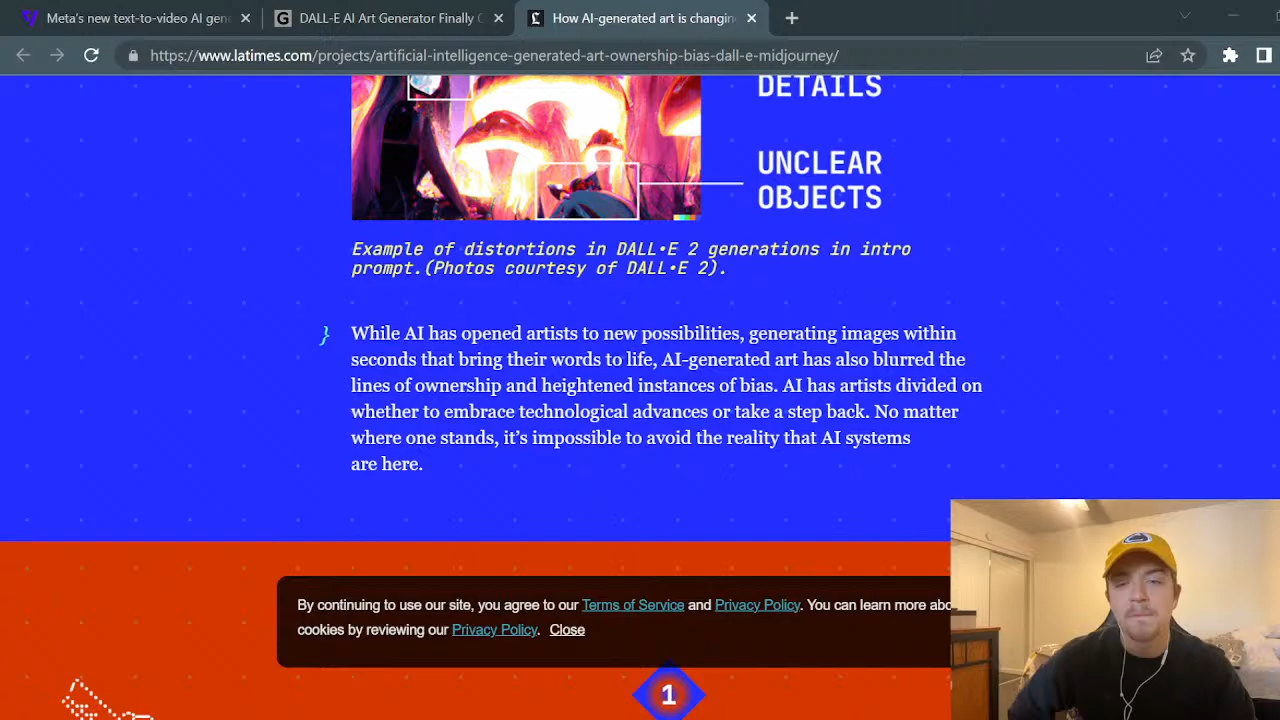 Meta's new text-to-video AI gen
DALL-E AI Art Generator Finally
How AI-generated art is changin
https://www.latimes.com/projects/artificial-intelligence-generated-art-ownership-bias-dall-e-midjourney/
DETAILS
UNCLEAR
OBJECTS
Example of distortions in DALL•E 2 generations in intro
prompt.(Photos courtesy of DALL•E 2).
} While AI has opened artists to new possibilities, generating images within
seconds that bring their words to life, AI-generated art has also blurred the
lines of ownership and heightened instances of bias. AI has artists divided on
whether to embrace technological advances or take a step back. No matter
where one stands, it’s impossible to avoid the reality that AI systems
are here.
By continuing to use our site, you agree to our Terms of Service and Privacy Policy. You can learn more abo
cookies by reviewing our Privacy Policy. Close
1